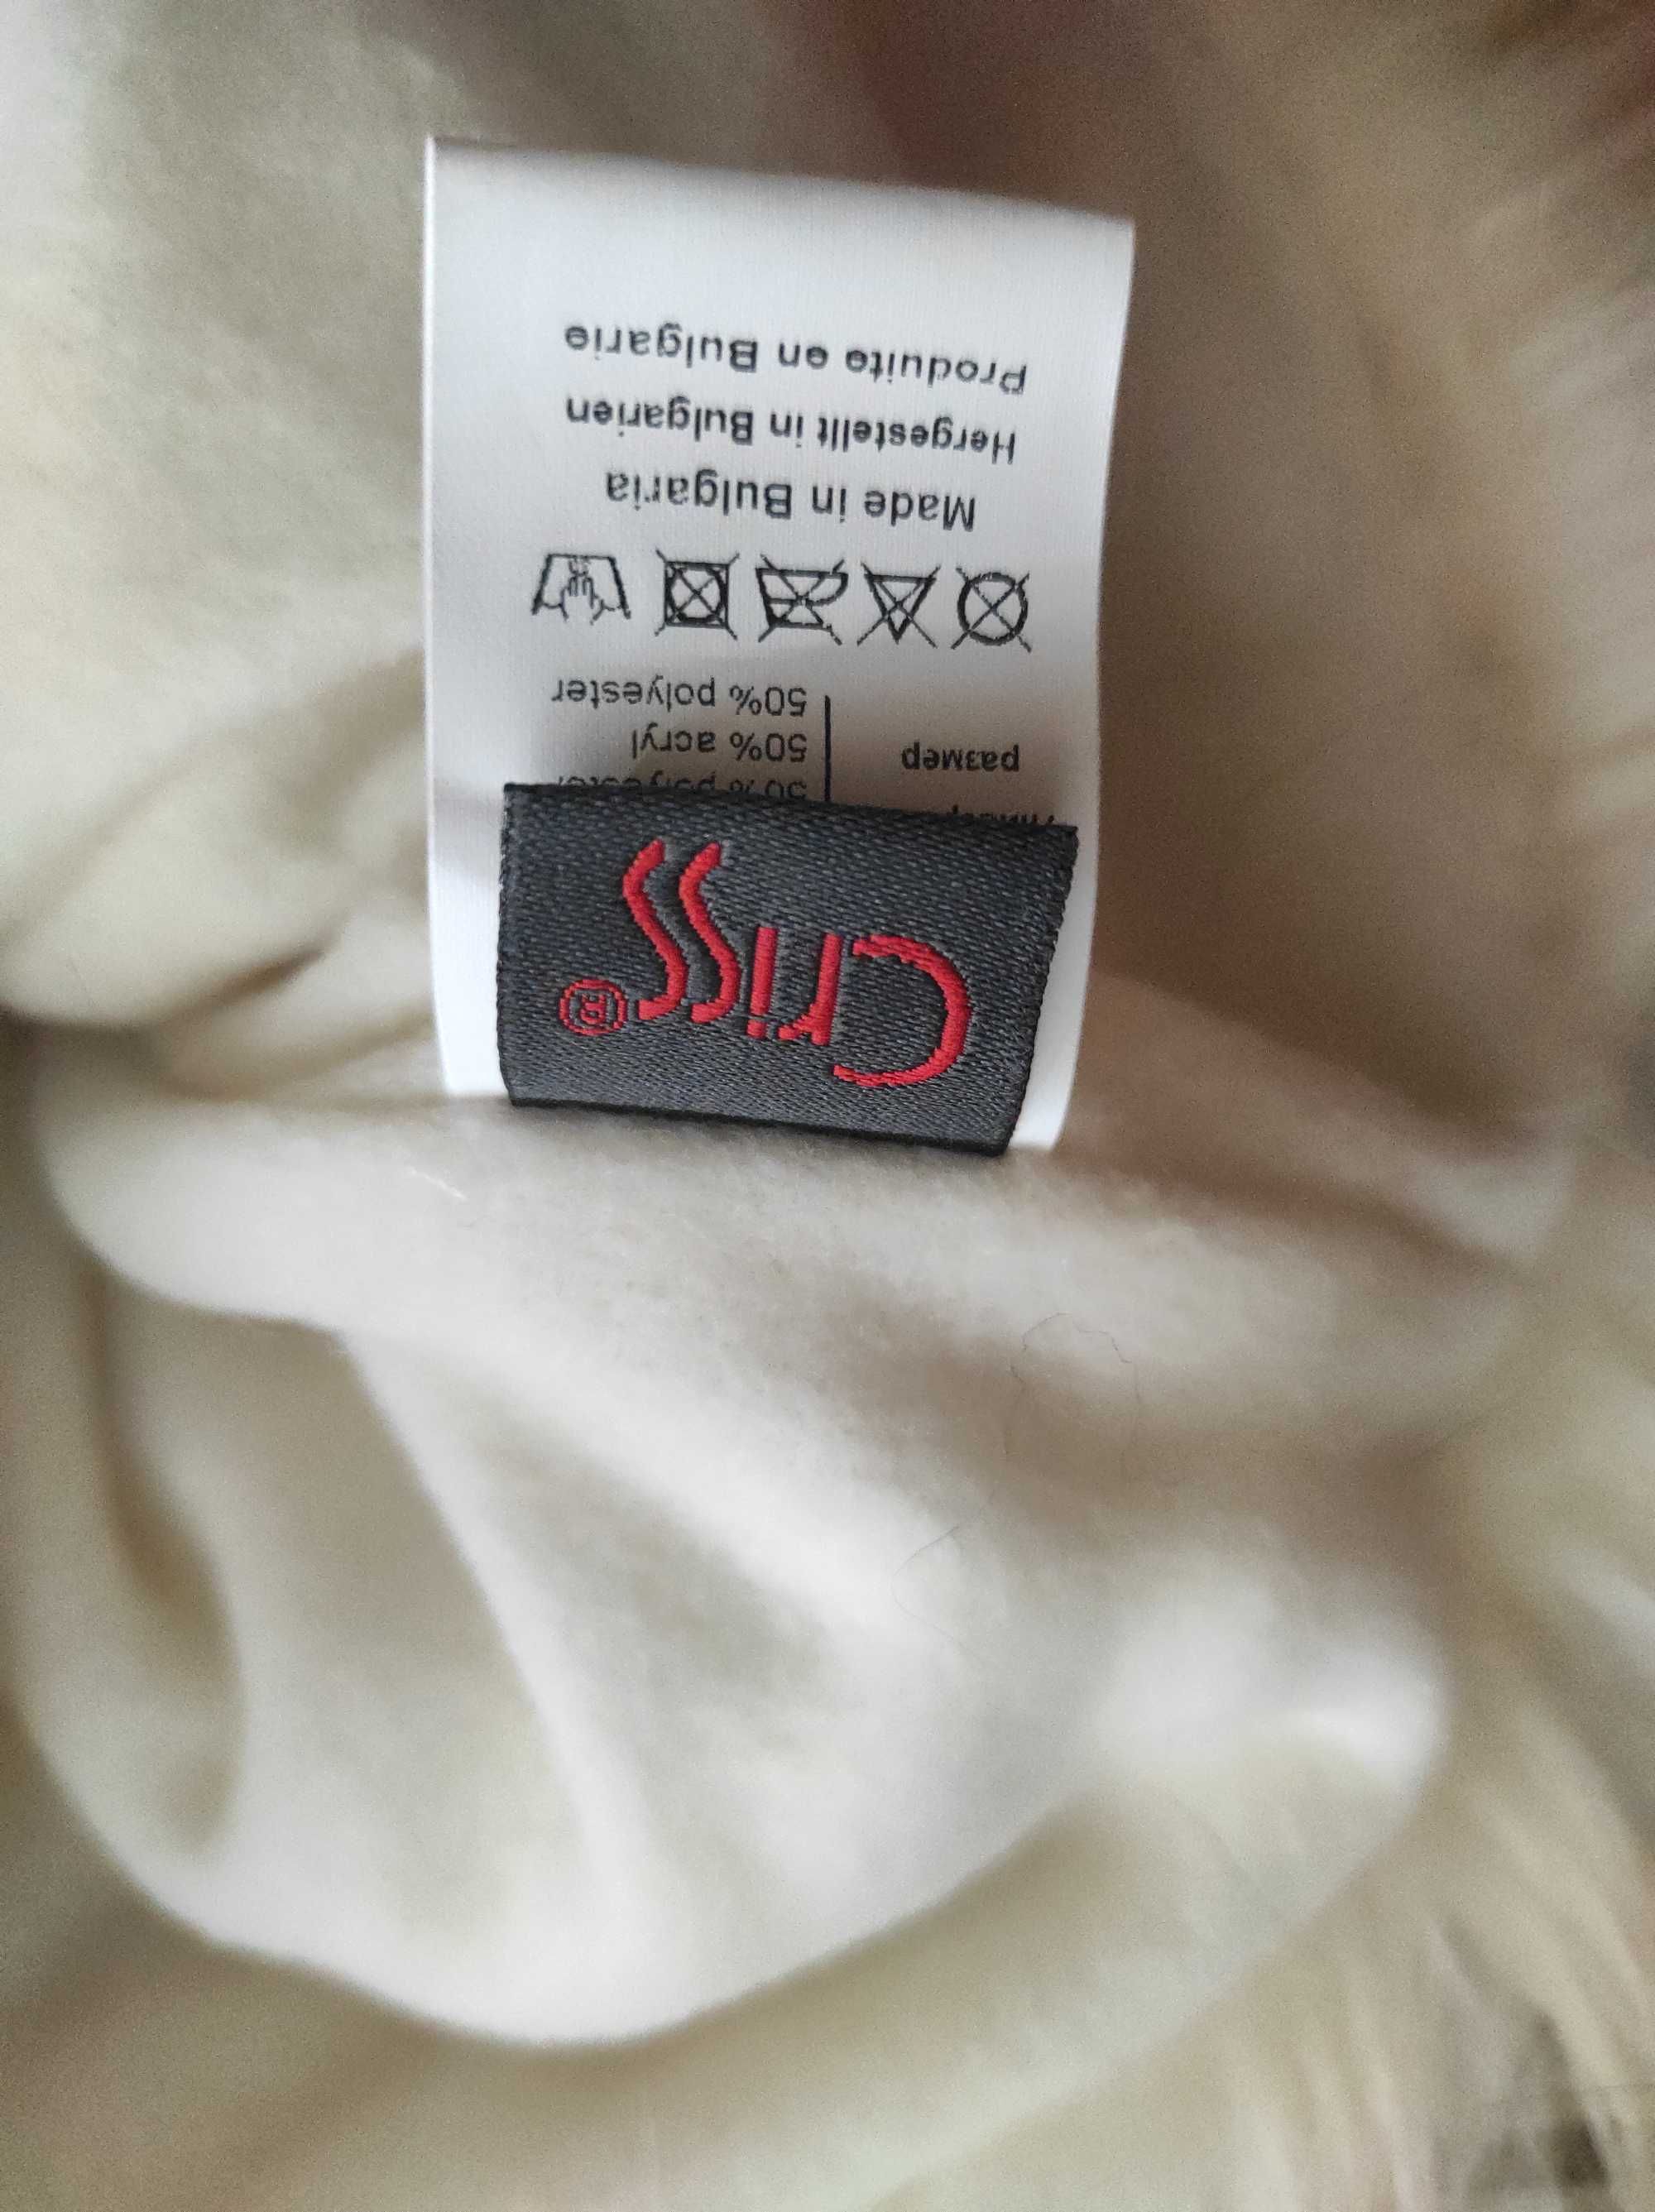 Criss®
размер
50% acryl
50% polyester
Made in Bulgaria
Hergestellt in Bulgarien
Produite en Bulgarie